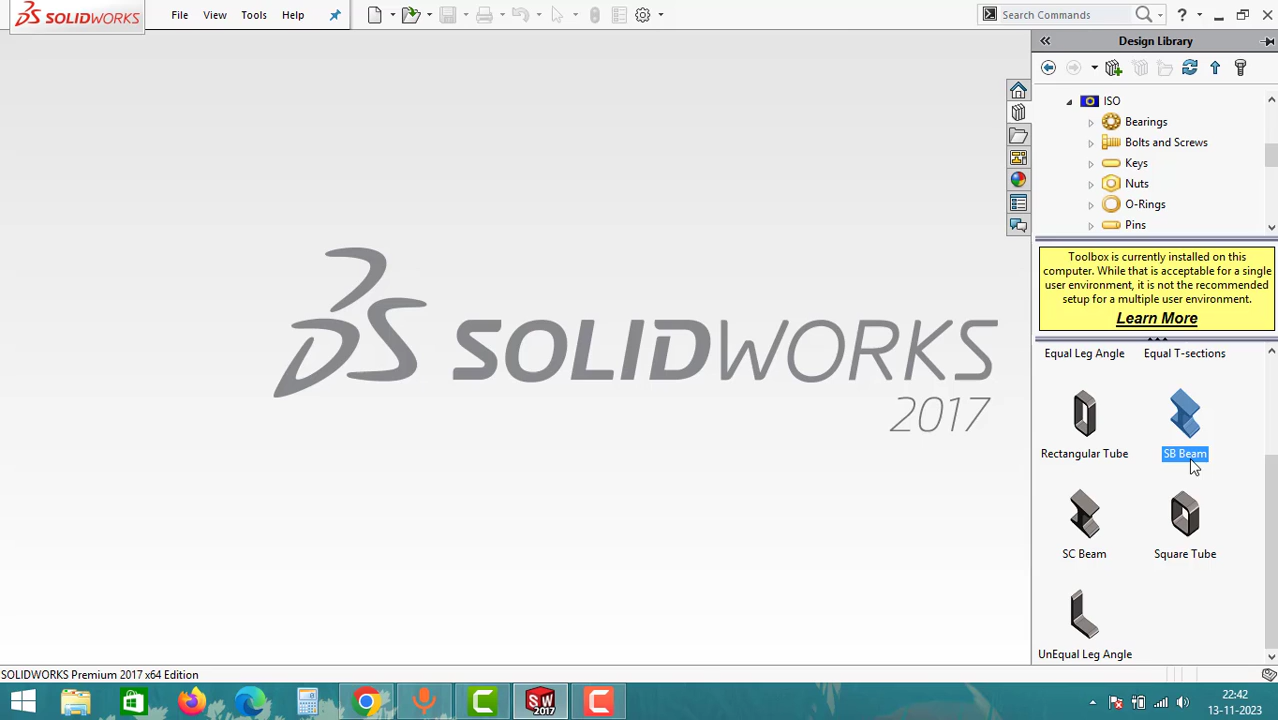 SOLIDWORKS
File
View
Tools
Help
Search Commands
?
Design Library
ISO
Bearings
Bolts and Screws
Keys
Nuts
O-Rings
Pins
Toolbox is currently installed on this
computer. While that is acceptable for a single
user environment, it is not the recommended
setup for a multiple user environment.
Learn More
Equal Leg Angle
Equal T-sections
Rectangular Tube
SB Beam
SC Beam
Square Tube
UnEqual Leg Angle
SOLIDWORKS
2017
SOLIDWORKS Premium 2017 x64 Edition
SW
2017
22:42
13-11-2023